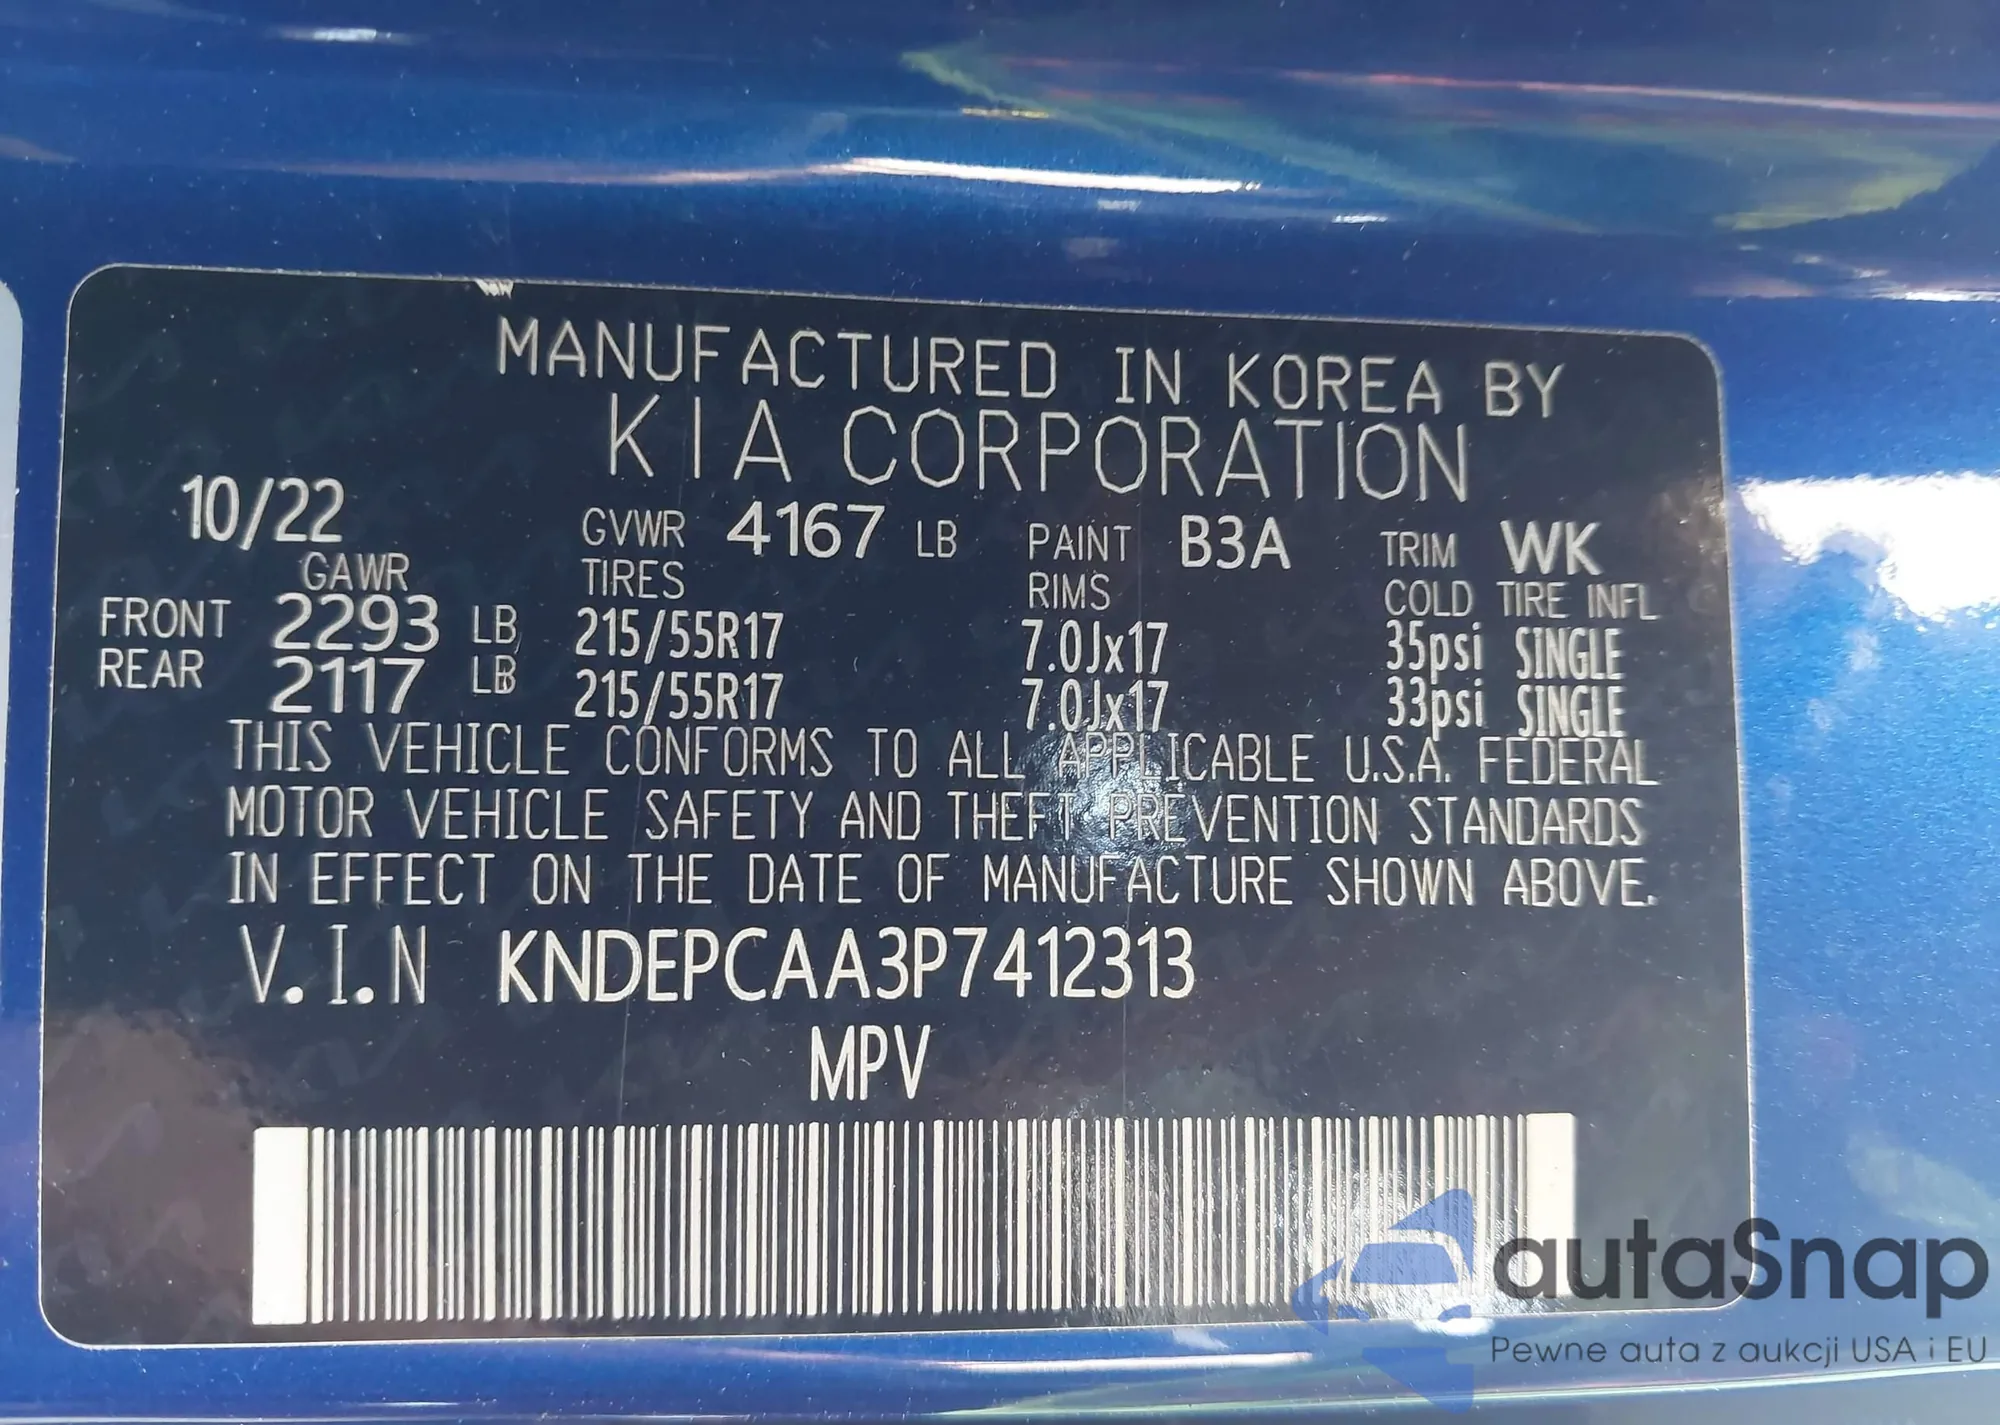 MANUFACTURED IN KOREA BY
KIA CORPORATION
10/22 GVWR 4167 LB PAINT B3A TRIM WK
GAWR TIRES RIMS COLD TIRE INFL
FRONT 2293 LB 215/55R17 7.0Jx17 35psi SINGLE
REAR 2117 LB 215/55R17 7.0Jx17 33psi SINGLE
THIS VEHICLE CONFORMS TO ALL APPLICABLE U.S.A. FEDERAL
MOTOR VEHICLE SAFETY AND THEFT PREVENTION STANDARDS
IN EFFECT ON THE DATE OF MANUFACTURE SHOWN ABOVE.
V.I.N KNDEPCAA3P7412313
MPV
autaSnap
Pewne auta z aukcji USA i EU